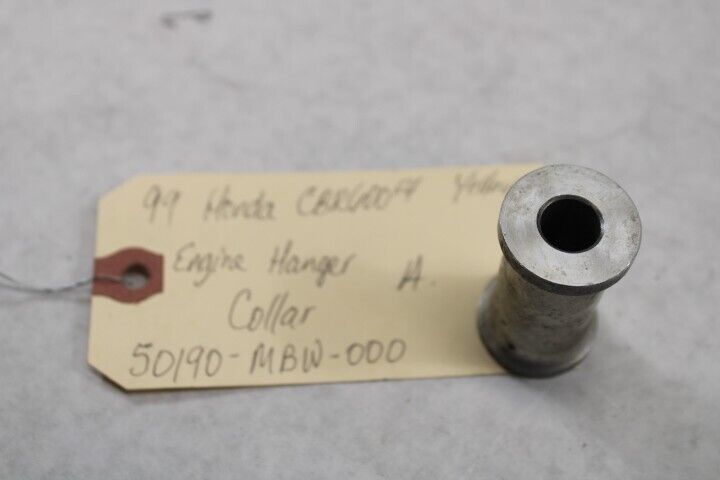 99 Honda CBR600F4 Yellow
Engine Hanger A.
Collar
50190-MBW-000